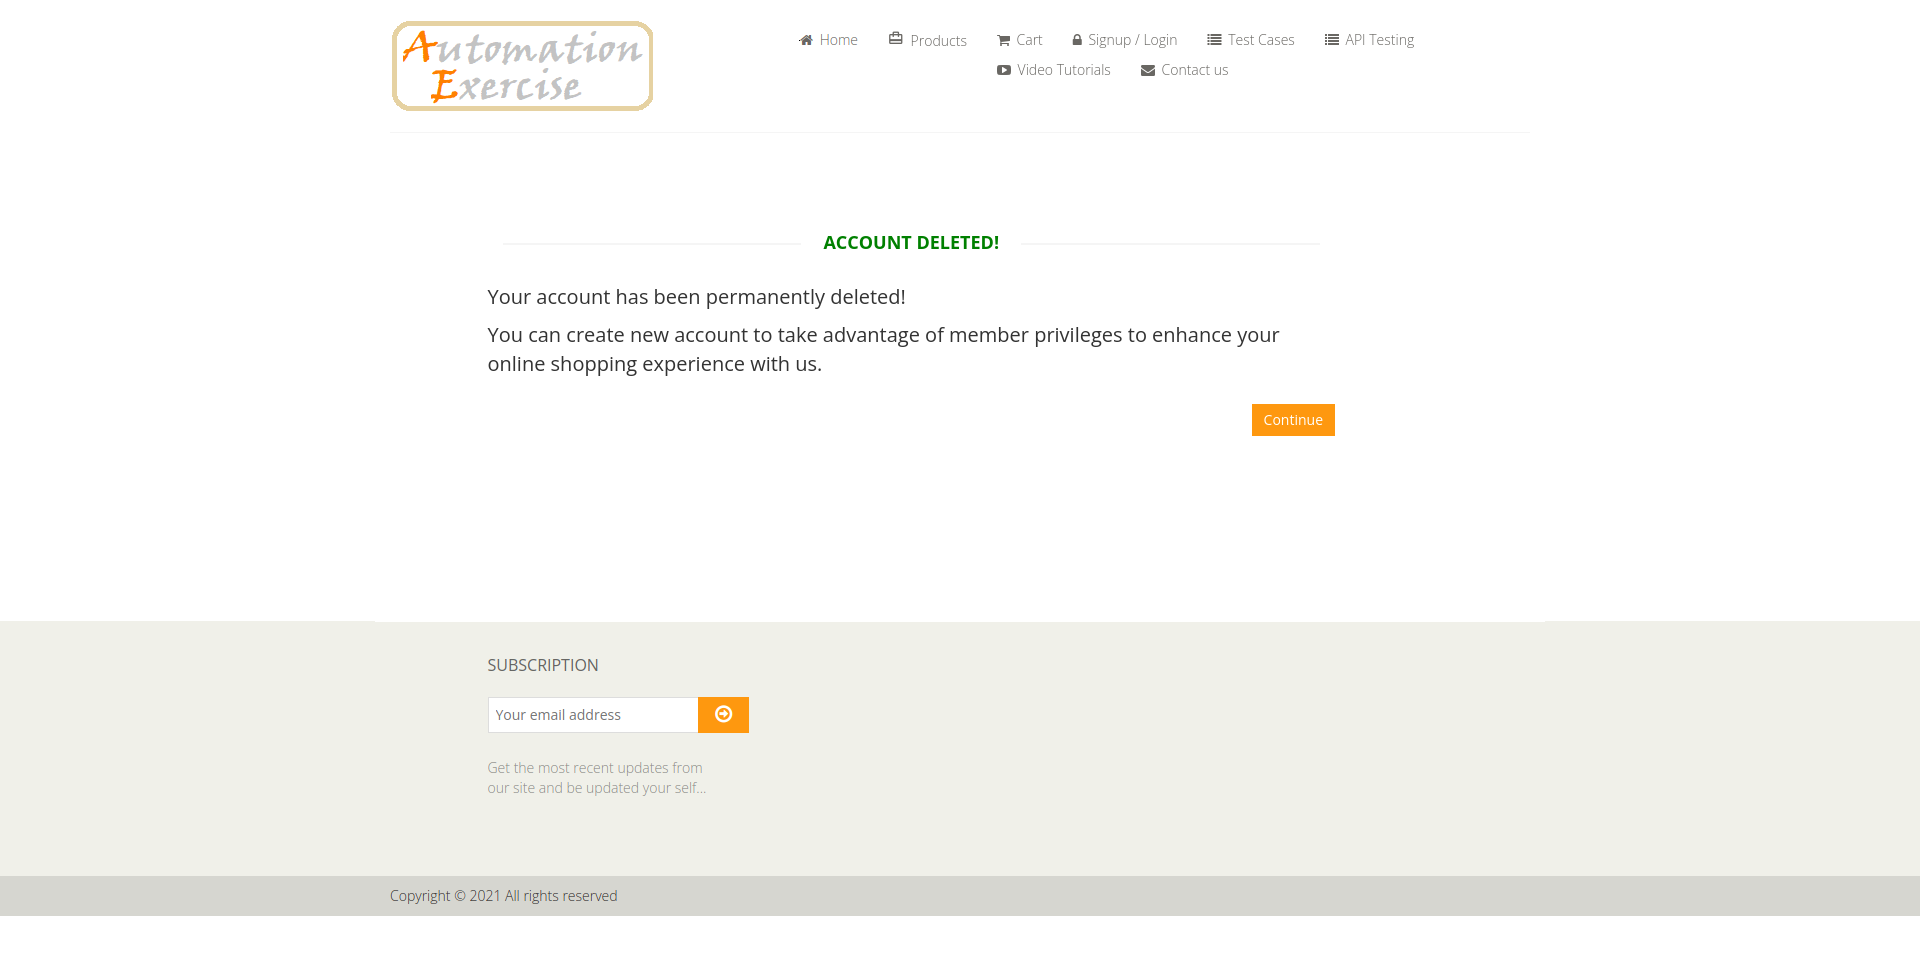 Automation
Exercise
Home
Products
Cart
Signup / Login
Test Cases
API Testing
Video Tutorials
Contact us
ACCOUNT DELETED!
Your account has been permanently deleted!
You can create new account to take advantage of member privileges to enhance your
online shopping experience with us.
Continue
SUBSCRIPTION
Your email address
Get the most recent updates from
our site and be updated your self...
Copyright © 2021 All rights reserved